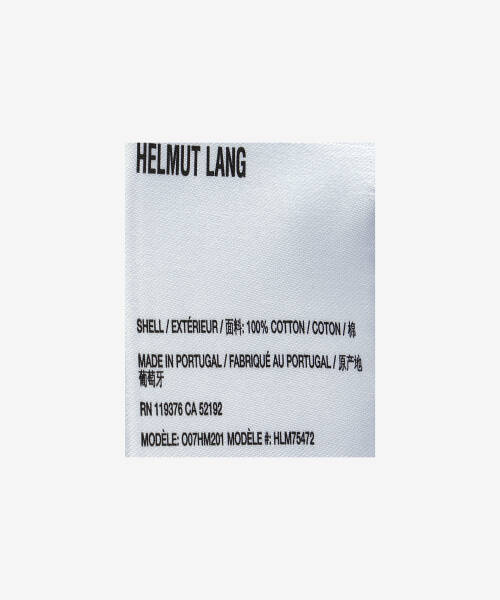 HELMUT LANG
SHELL / EXTÉRIEUR / 面料: 100% COTTON / COTON / 棉
MADE IN PORTUGAL / FABRIQUÉ AU PORTUGAL / 原产地
葡萄牙
RN 119376 CA 52192
MODÈLE: O07HM201 MODÈLE #: HLM75472